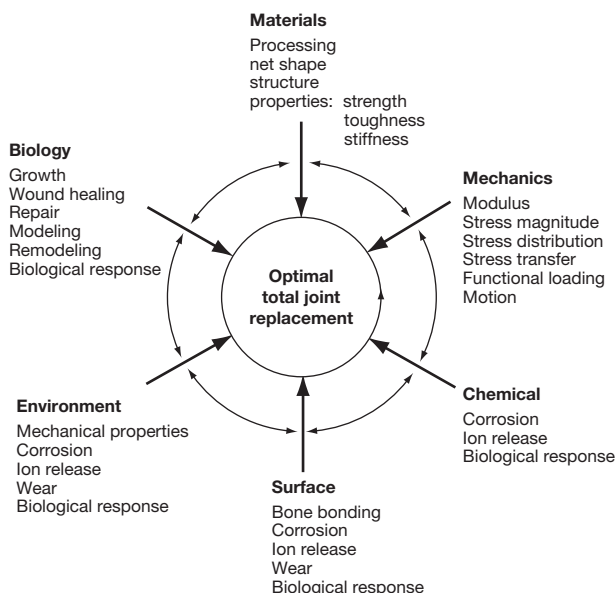 Materials
Processing
net shape
structure
properties: strength
toughness
stiffness
Biology
Growth
Wound healing
Repair
Modeling
Remodeling
Biological response
Mechanics
Modulus
Stress magnitude
Stress distribution
Stress transfer
Functional loading
Motion
Optimal
total joint
replacement
Environment
Mechanical properties
Corrosion
Ion release
Wear
Biological response
Surface
Bone bonding
Corrosion
Ion release
Wear
Biological response
Chemical
Corrosion
Ion release
Biological response